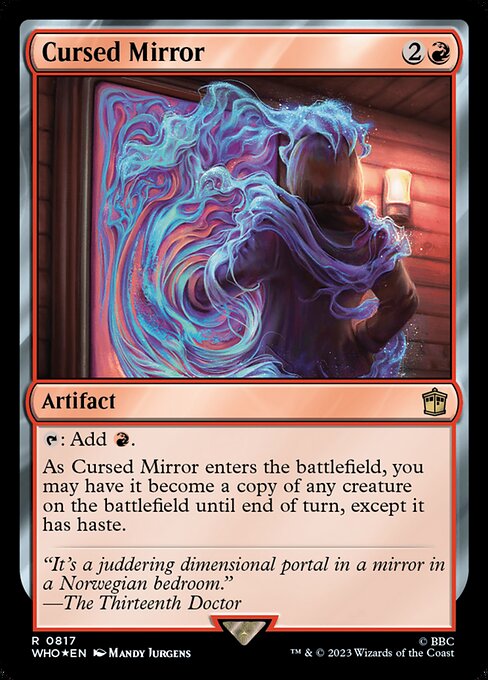 Cursed Mirror 2
Artifact
: Add .
As Cursed Mirror enters the battlefield, you
may have it become a copy of any creature
on the battlefield until end of turn, except it
has haste.
“It’s a juddering dimensional portal in a mirror in
a Norwegian bedroom.”
—The Thirteenth Doctor
R 0817
WHO★EN Mandy Jurgens
© BBC
™ & © 2023 Wizards of the Coast